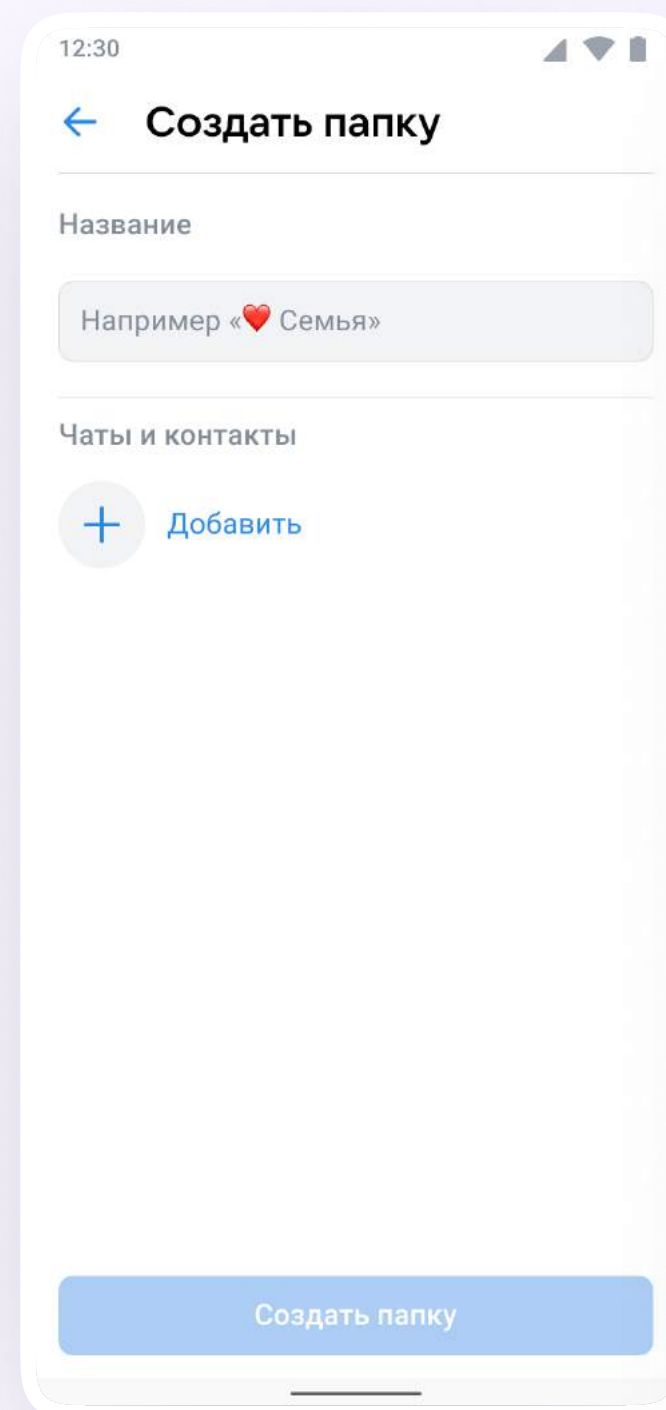 12:30
Создать папку
Название
Например «❤️ Семья»
Чаты и контакты
Добавить
Создать папку